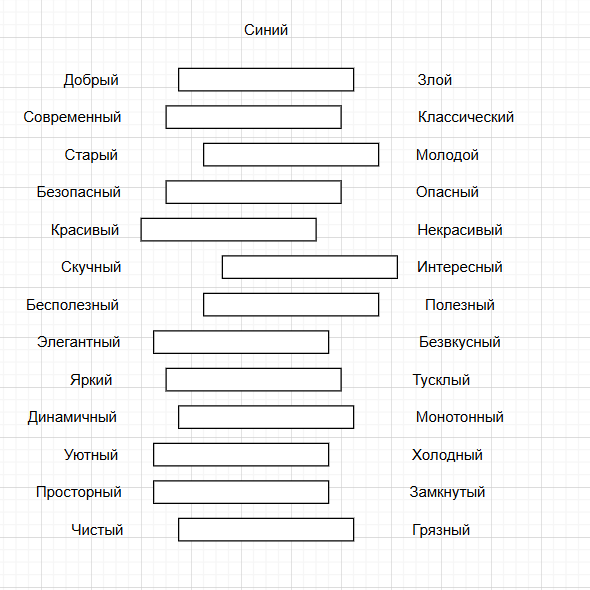 Синий
Добрый Злой
Современный Классический
Старый Молодой
Безопасный Опасный
Красивый Некрасивый
Скучный Интересный
Бесполезный Полезный
Элегантный Безвкусный
Яркий Тусклый
Динамичный Монотонный
Уютный Холодный
Просторный Замкнутый
Чистый Грязный